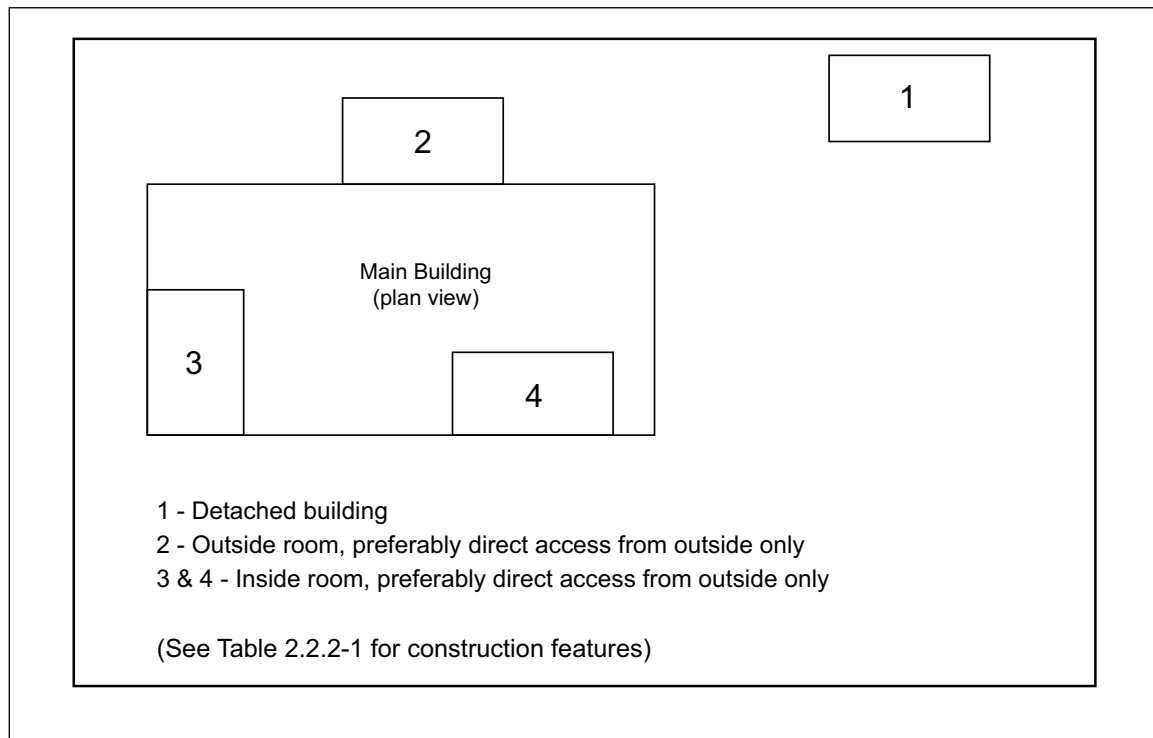 1
2
Main Building
(plan view)
3
4
1 - Detached building
2 - Outside room, preferably direct access from outside only
3 & 4 - Inside room, preferably direct access from outside only
(See Table 2.2.2-1 for construction features)